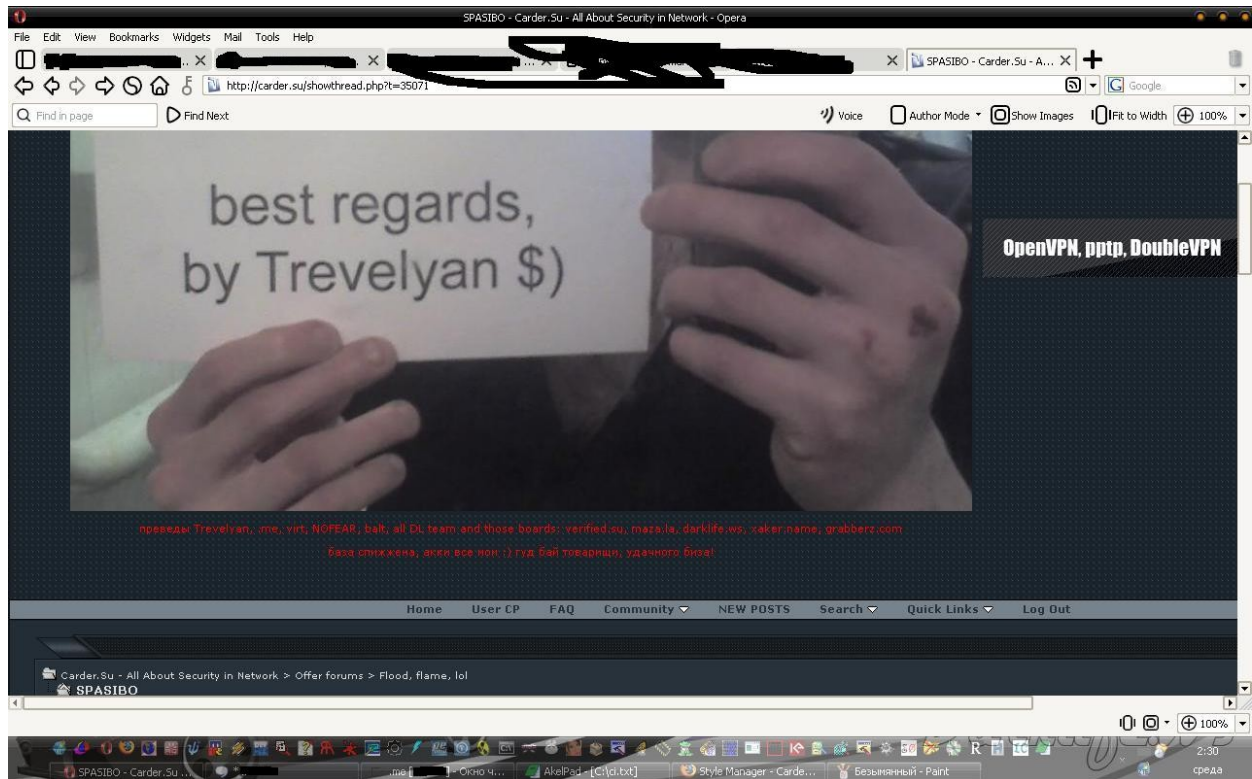 SPASIBO - Carder.Su - All About Security in Network - Opera
File Edit View Bookmarks Widgets Mail Tools Help
SPASIBO - Carder.Su - A...
http://carder.su/showthread.php?t=35071
Google
Find in page Find Next Voice Author Mode Show Images Fit to Width 100%
best regards,
by Trevelyan $)
OpenVPN, pptp, DoubleVPN
преведы Trevelyan, .me, virt, NOFEAR, balt, all DL team and those boards: verified.su, maza.la, darklife.ws, xaker.name, grabberz.com
база спижжена, акки все мои :) гуд бай товарищи, удачного биза!
Home User CP FAQ Community NEW POSTS Search Quick Links Log Out
Carder.Su - All About Security in Network > Offer forums > Flood, flame, lol
SPASIBO
100%
2:30
SPASIBO - Carder.Su ... .me [ ] - Окно ч... AkelPad - [C:\ci.txt] Style Manager - Carde... Безымянный - Paint среда